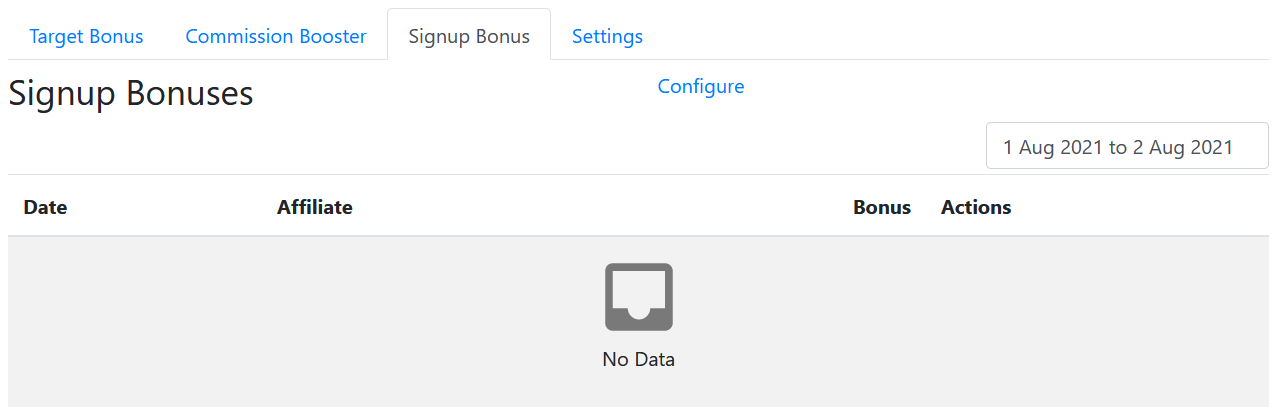 Target Bonus Commission Booster Signup Bonus Settings
Signup Bonuses Configure
1 Aug 2021 to 2 Aug 2021
Date Affiliate Bonus Actions
No Data